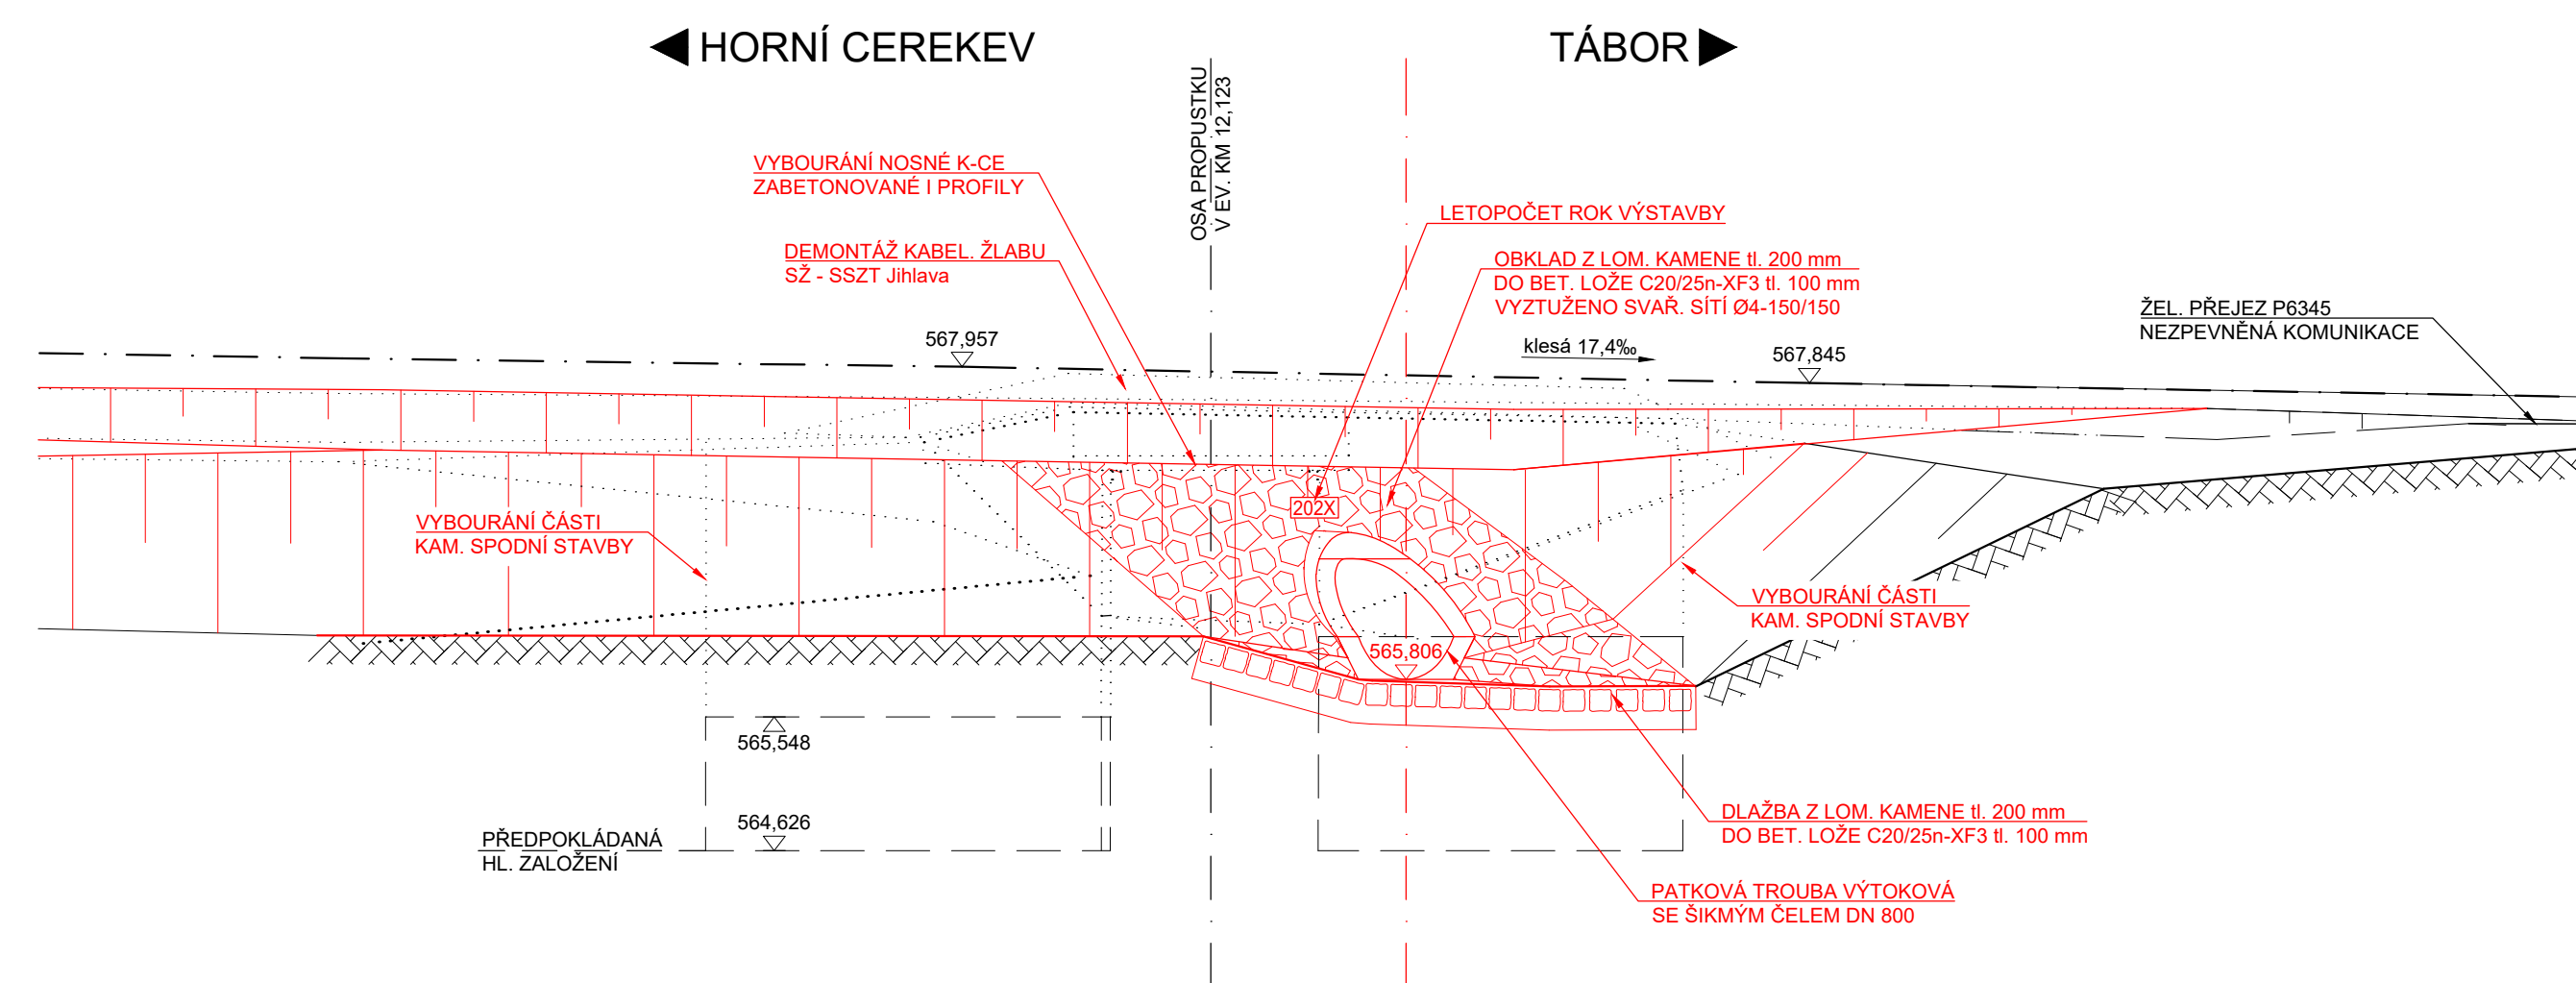 HORNÍ CEREKEV
TÁBOR
OSA PROPUSTKU
V EV. KM 12,123
VYBOURÁNÍ NOSNÉ K-CE
ZABETONOVANÉ I PROFILY
DEMONTÁŽ KABEL. ŽLABU
SŽ - SSZT Jihlava
LETOPOČET ROK VÝSTAVBY
OBKLAD Z LOM. KAMENE tl. 200 mm
DO BET. LOŽE C20/25n-XF3 tl. 100 mm
VYZTUŽENO SVAŘ. SÍTÍ Ø4-150/150
ŽEL. PŘEJEZ P6345
NEZPEVNĚNÁ KOMUNIKACE
567,957
klesá 17,4‰
567,845
202X
VYBOURÁNÍ ČÁSTI
KAM. SPODNÍ STAVBY
VYBOURÁNÍ ČÁSTI
KAM. SPODNÍ STAVBY
565,806
565,548
564,626
PŘEDPOKLÁDANÁ
HL. ZALOŽENÍ
DLAŽBA Z LOM. KAMENE tl. 200 mm
DO BET. LOŽE C20/25n-XF3 tl. 100 mm
PATKOVÁ TROUBA VÝTOKOVÁ
SE ŠIKMÝM ČELEM DN 800